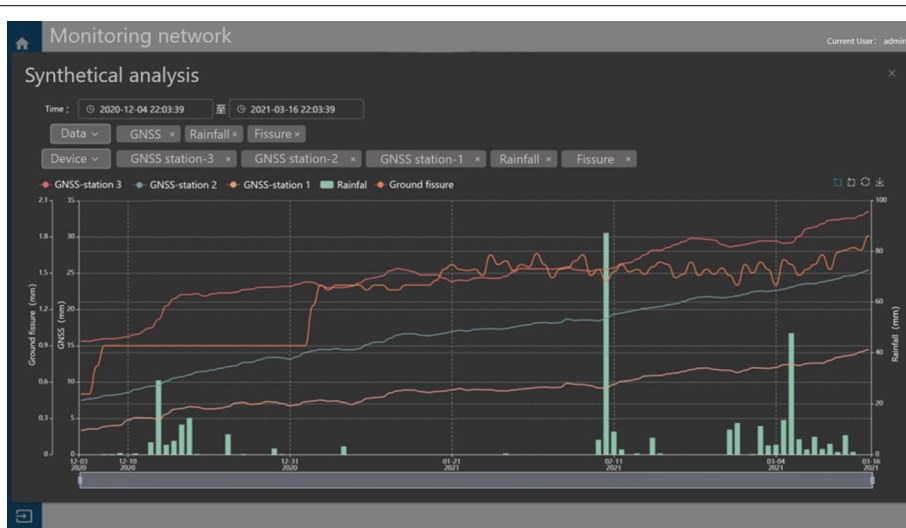 Monitoring network
Current User: admin
Synthetical analysis
×
Time : 2020-12-04 22:03:39 至 2021-03-16 22:03:39
Data GNSS × Rainfall × Fissure ×
Device GNSS station-3 × GNSS station-2 × GNSS station-1 × Rainfall × Fissure ×
GNSS-station 3 GNSS-station 2 GNSS-station 1 Rainfal Ground fissure
2.1 35 100
1.8 30 80
1.5 25
1.2 20 60
0.9 15 40
0.6 10
0.3 5 20
0 0 0
Ground fissure (mm)
GNSS (mm)
Rainfall (mm)
12-03 12-10 12-31 01-21 02-11 03-04 03-16
2020 2020 2020 2021 2021 2021 2021